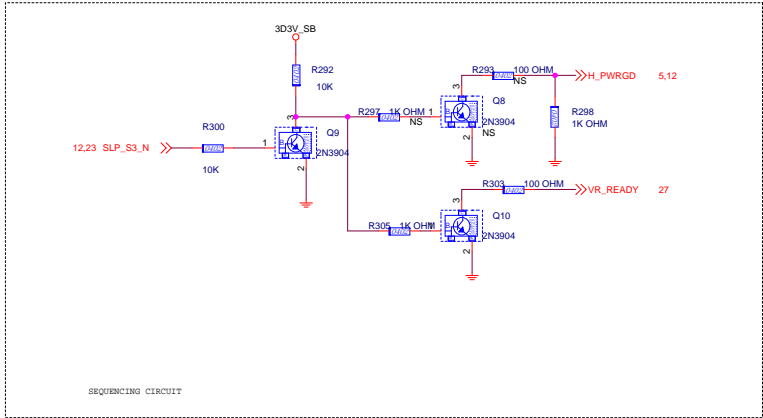 3D3V_SB
R292
10K
R293 100 OHM
NS
H_PWRGD 5,12
3
Q8
R297 1K OHM 1
NS
2N3904
NS
2
R298
1K OHM
R300
10K
12,23 SLP_S3_N
1
3
Q9
2N3904
2
R303 100 OHM
VR_READY 27
3
Q10
R305 1K OHM 1
2N3904
2
SEQUENCING CIRCUIT